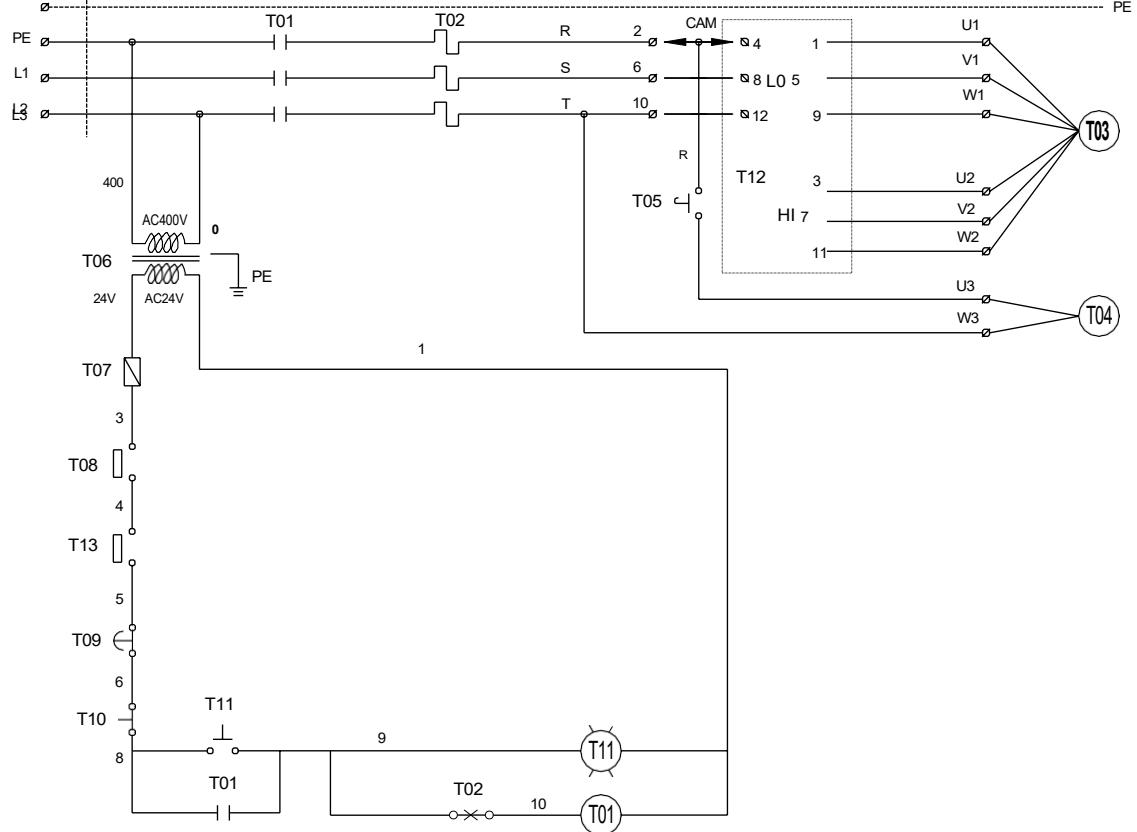 PE
T01 T02 CAM U1
PE R 2 4 1
V1
L1 S 6 8 L0 5
W1
L2
L3 T 10 12 9
T03
R
400 T12 3 U2
T05
HI 7 V2
AC400V 0
W2
T06 11
PE
24V AC24V U3
W3 T04
1
T07
3
T08
4
T13
5
T09
6
T11
T10
9
8 T11
T01 T02
10 T01